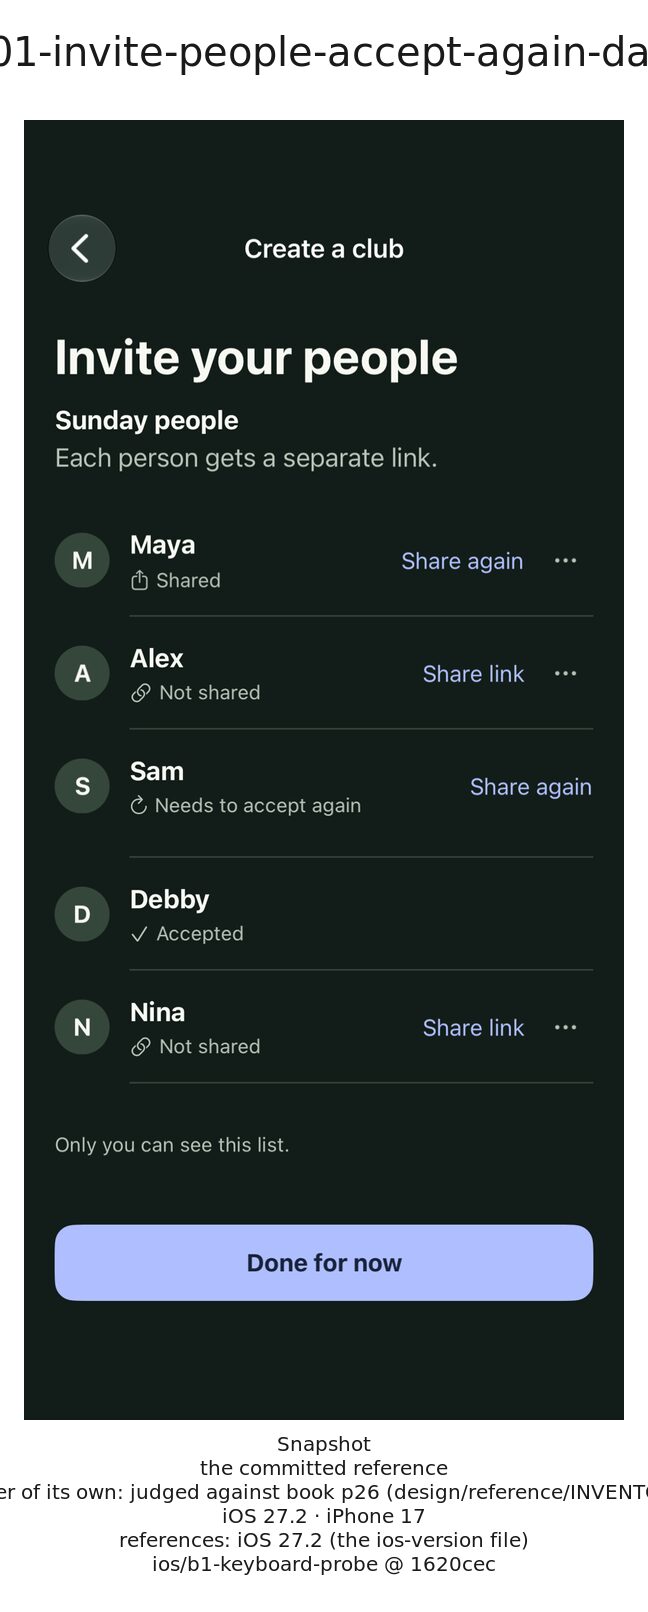 01-invite-people-accept-again-da
Create a club
Invite your people
Sunday people
Each person gets a separate link.
M
Maya
Shared
Share again
A
Alex
Not shared
Share link
S
Sam
Needs to accept again
Share again
D
Debby
Accepted
N
Nina
Not shared
Share link
Only you can see this list.
Done for now
Snapshot
the committed reference
er of its own: judged against book p26 (design/reference/INVENTO
iOS 27.2 · iPhone 17
references: iOS 27.2 (the ios-version file)
ios/b1-keyboard-probe @ 1620cec